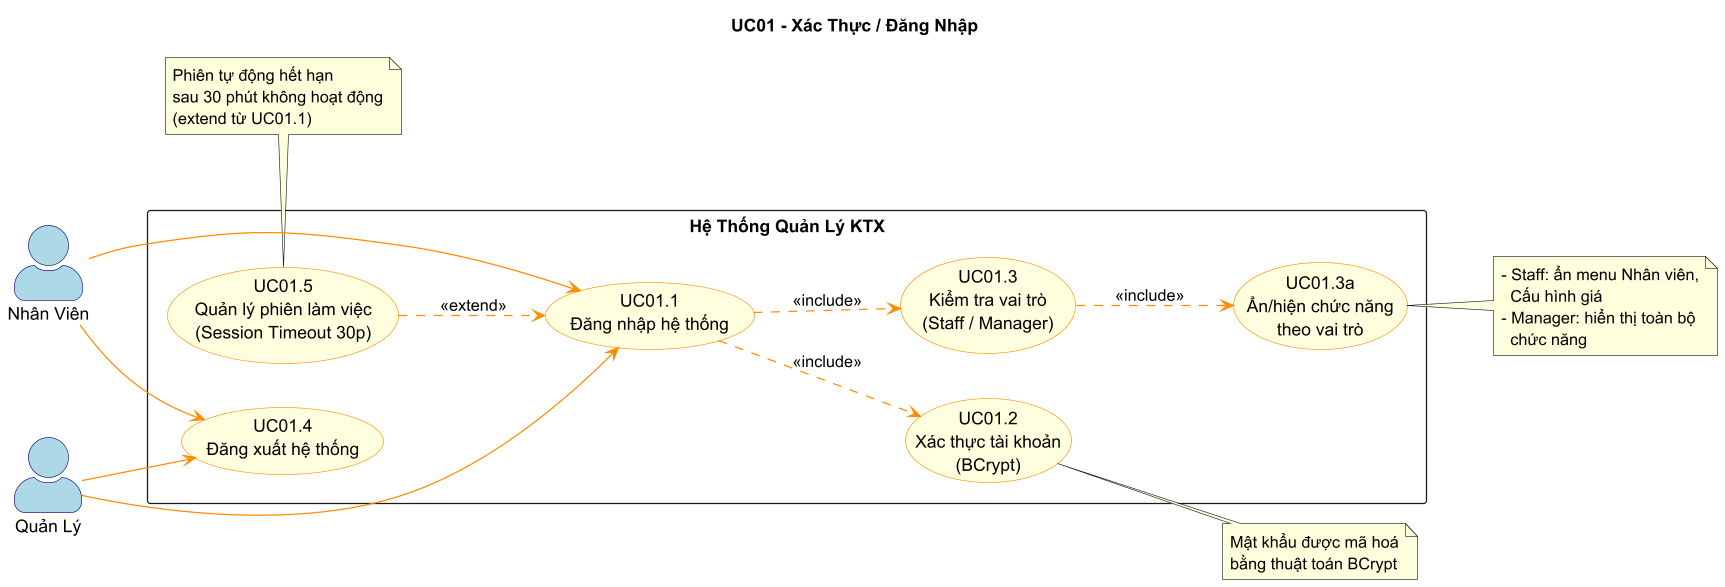 UC01 - Xác Thực / Đăng Nhập
Phiên tự động hết hạn
sau 30 phút không hoạt động
(extend từ UC01.1)
Hệ Thống Quản Lý KTX
Nhân Viên
Quản Lý
UC01.5
Quản lý phiên làm việc
(Session Timeout 30p)
«extend»
UC01.1
Đăng nhập hệ thống
«include»
UC01.3
Kiểm tra vai trò
(Staff / Manager)
«include»
UC01.3a
Ẩn/hiện chức năng
theo vai trò
- Staff: ẩn menu Nhân viên,
Cấu hình giá
- Manager: hiển thị toàn bộ
chức năng
«include»
UC01.4
Đăng xuất hệ thống
UC01.2
Xác thực tài khoản
(BCrypt)
Mật khẩu được mã hoá
bằng thuật toán BCrypt